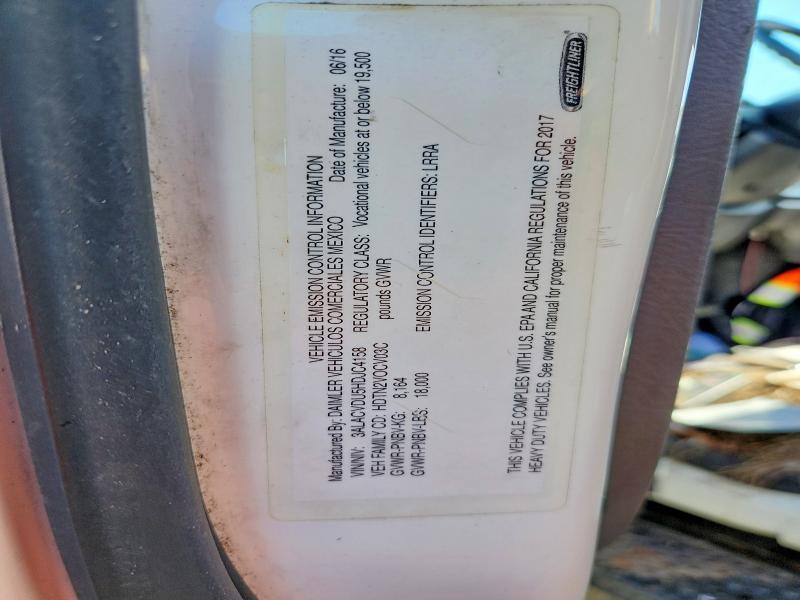 VEHICLE EMISSION CONTROL INFORMATION
Manufactured By: DAIMLER VEHICULOS COMERCIALES MEXICO Date of Manufacture: 06/16
VIN/NIV: 3ALACVDU5HDJC4158 REGULATORY CLASS: Vocational vehicles at or below 19,500
VEH FAMILY CD: HDTN2VOCV03C pounds GVWR
GVWR-PNBV-KG: 8,164
GVWR-PNBV-LBS: 18,000 EMISSION CONTROL IDENTIFIERS: LRRA
THIS VEHICLE COMPLIES WITH U.S. EPA AND CALIFORNIA REGULATIONS FOR 2017
HEAVY DUTY VEHICLES. See owner's manual for proper maintenance of this vehicle.
FREIGHTLINER